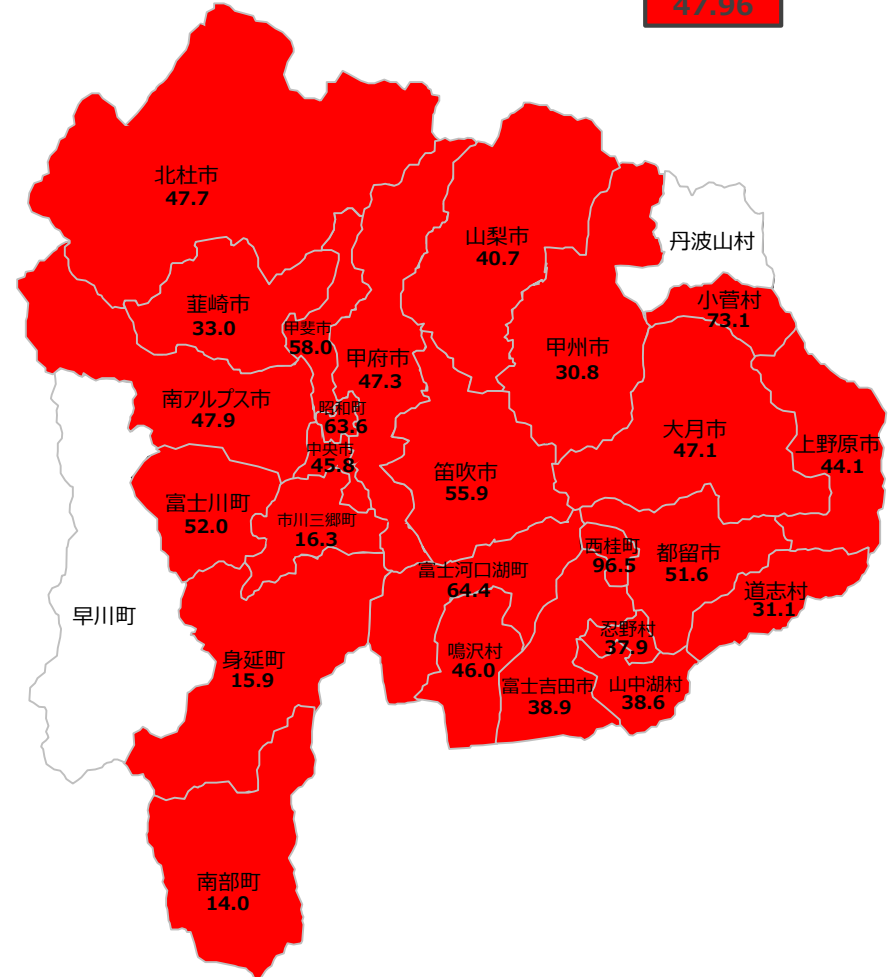 47.96
北杜市
47.7
山梨市
40.7
丹波山村
小菅村
73.1
韮崎市
33.0
甲斐市
58.0
甲府市
47.3
甲州市
30.8
南アルプス市
47.9
昭和町
63.6
中央市
45.8
笛吹市
55.9
大月市
47.1
上野原市
44.1
富士川町
52.0
市川三郷町
16.3
西桂町
96.5
都留市
51.6
富士河口湖町
64.4
道志村
31.1
早川町
身延町
15.9
鳴沢村
46.0
忍野村
37.9
富士吉田市
38.9
山中湖村
38.6
南部町
14.0